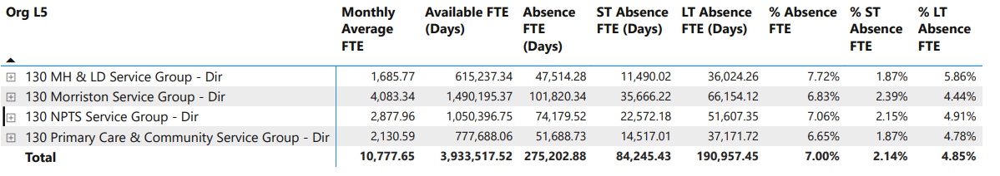 Org L5 Monthly Average FTE Available FTE (Days) Absence FTE (Days) ST Absence FTE (Days) LT Absence FTE (Days) % Absence FTE % ST Absence FTE % LT Absence FTE
130 MH & LD Service Group - Dir 1,685.77 615,237.34 47,514.28 11,490.02 36,024.26 7.72% 1.87% 5.86%
130 Morriston Service Group - Dir 4,083.34 1,490,195.37 101,820.34 35,666.22 66,154.12 6.83% 2.39% 4.44%
130 NPTS Service Group - Dir 2,877.96 1,050,396.75 74,179.52 22,572.18 51,607.35 7.06% 2.15% 4.91%
130 Primary Care & Community Service Group - Dir 2,130.59 777,688.06 51,688.73 14,517.01 37,171.72 6.65% 1.87% 4.78%
Total 10,777.65 3,933,517.52 275,202.88 84,245.43 190,957.45 7.00% 2.14% 4.85%